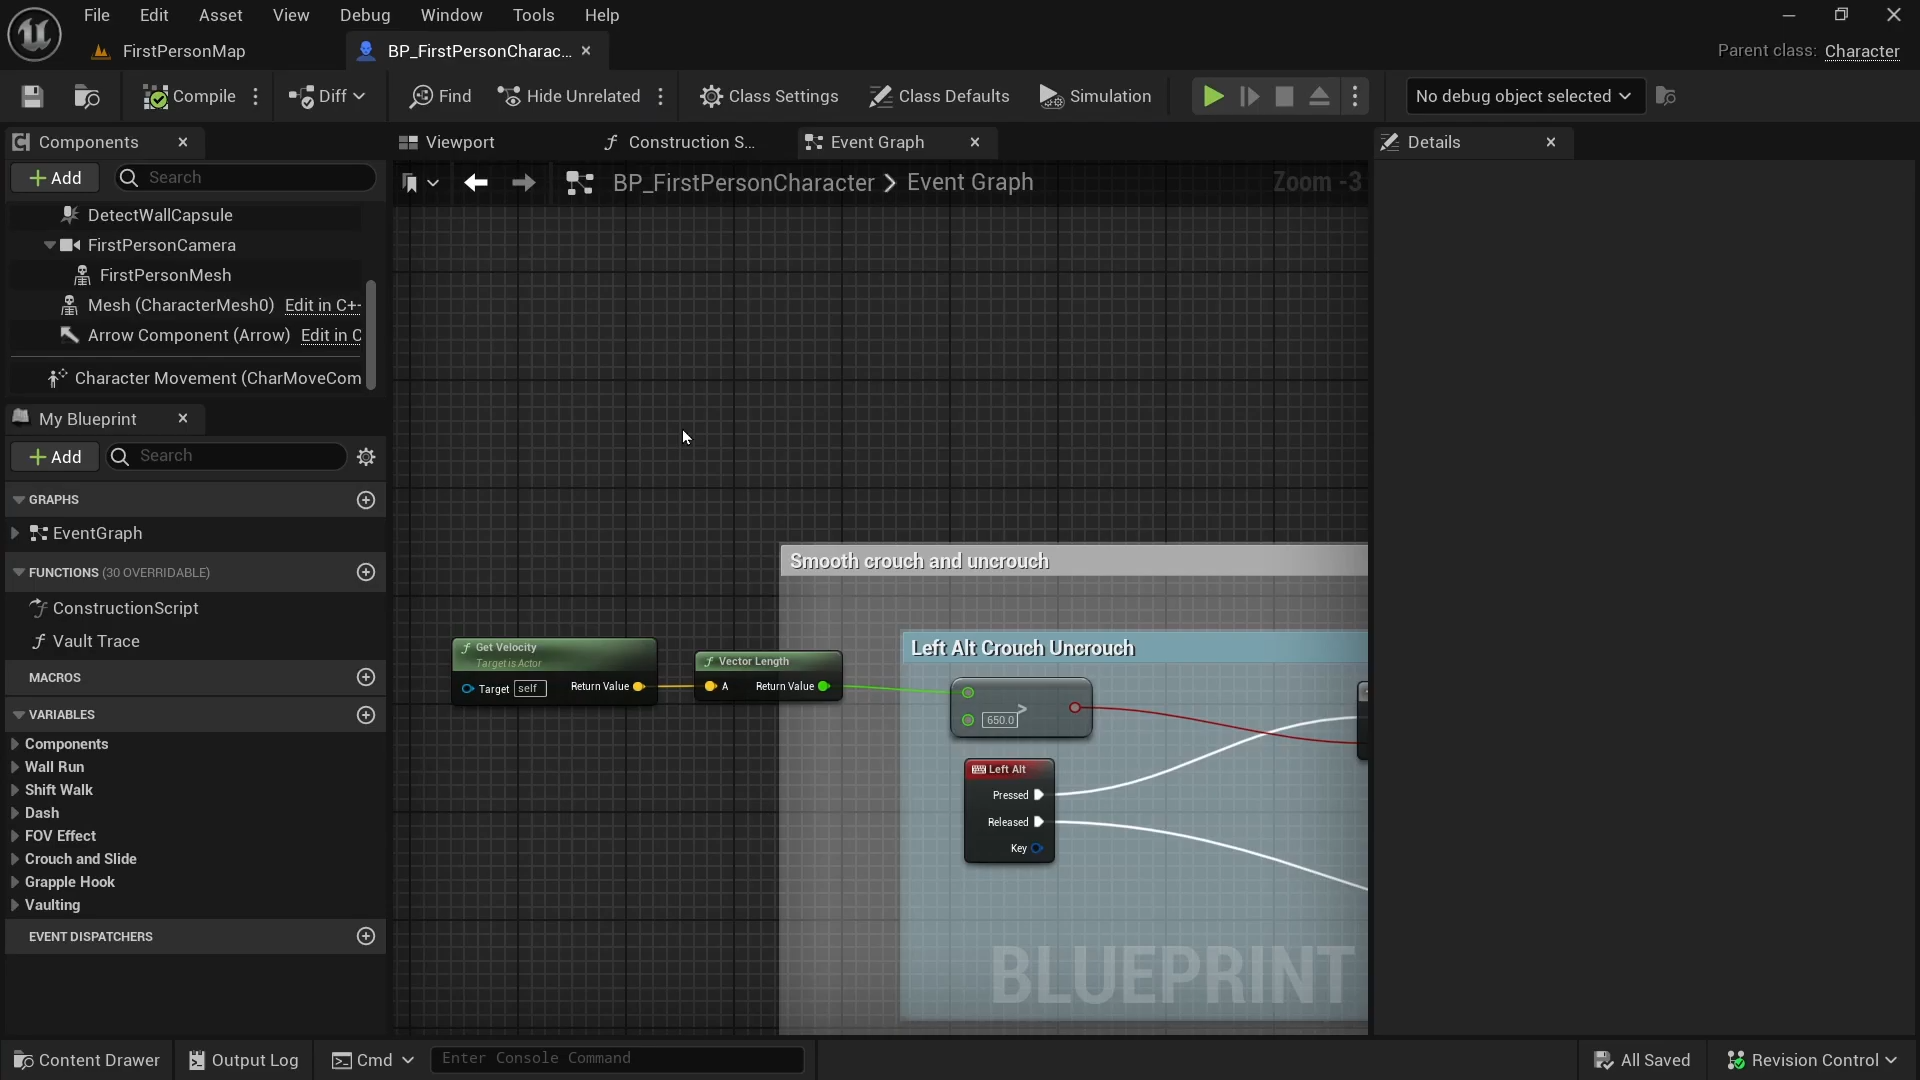 File Edit Asset View Debug Window Tools Help
FirstPersonMap BP_FirstPersonCharac... Parent class: Character
Compile Diff Find Hide Unrelated Class Settings Class Defaults Simulation No debug object selected
Components Viewport Construction S... Event Graph Details
Add Search
BP_FirstPersonCharacter > Event Graph Zoom -3
DetectWallCapsule
FirstPersonCamera
FirstPersonMesh
Mesh (CharacterMesh0) Edit in C+
Arrow Component (Arrow) Edit in C
Character Movement (CharMoveCom
My Blueprint
Add Search
GRAPHS
EventGraph
FUNCTIONS (30 OVERRIDABLE)
ConstructionScript
Vault Trace
MACROS
VARIABLES
Components
Wall Run
Shift Walk
Dash
FOV Effect
Crouch and Slide
Grapple Hook
Vaulting
EVENT DISPATCHERS
Smooth crouch and uncrouch
Left Alt Crouch Uncrouch
Get Velocity
Target is Actor
Target self Return Value
Vector Length
A Return Value
>
650.0
Left Alt
Pressed
Released
Key
BLUEPRINT
Content Drawer Output Log Cmd Enter Console Command All Saved Revision Control